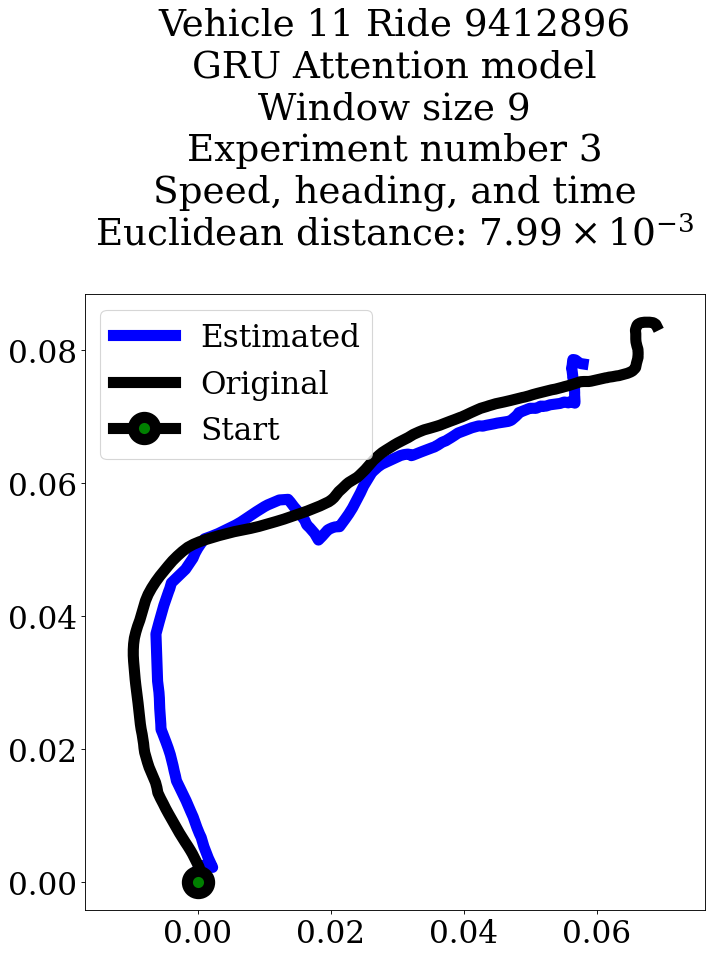 Vehicle 11 Ride 9412896
GRU Attention model
Window size 9
Experiment number 3
Speed, heading, and time
Euclidean distance: 7.99 × 10⁻³
Estimated
Original
Start
0.08
0.06
0.04
0.02
0.00
0.00 0.02 0.04 0.06